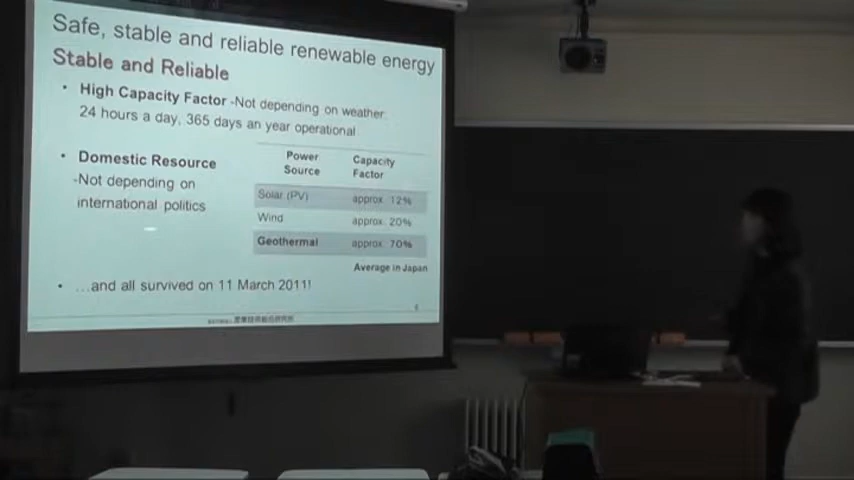 Safe, stable and reliable renewable energy
Stable and Reliable
• High Capacity Factor -Not depending on weather:
24 hours a day, 365 days an year operational
• Domestic Resource
-Not depending on
international politics
Power Source Capacity Factor
Solar (PV) approx. 12%
Wind approx. 20%
Geothermal approx. 70%
Average in Japan
• …and all survived on 11 March 2011!